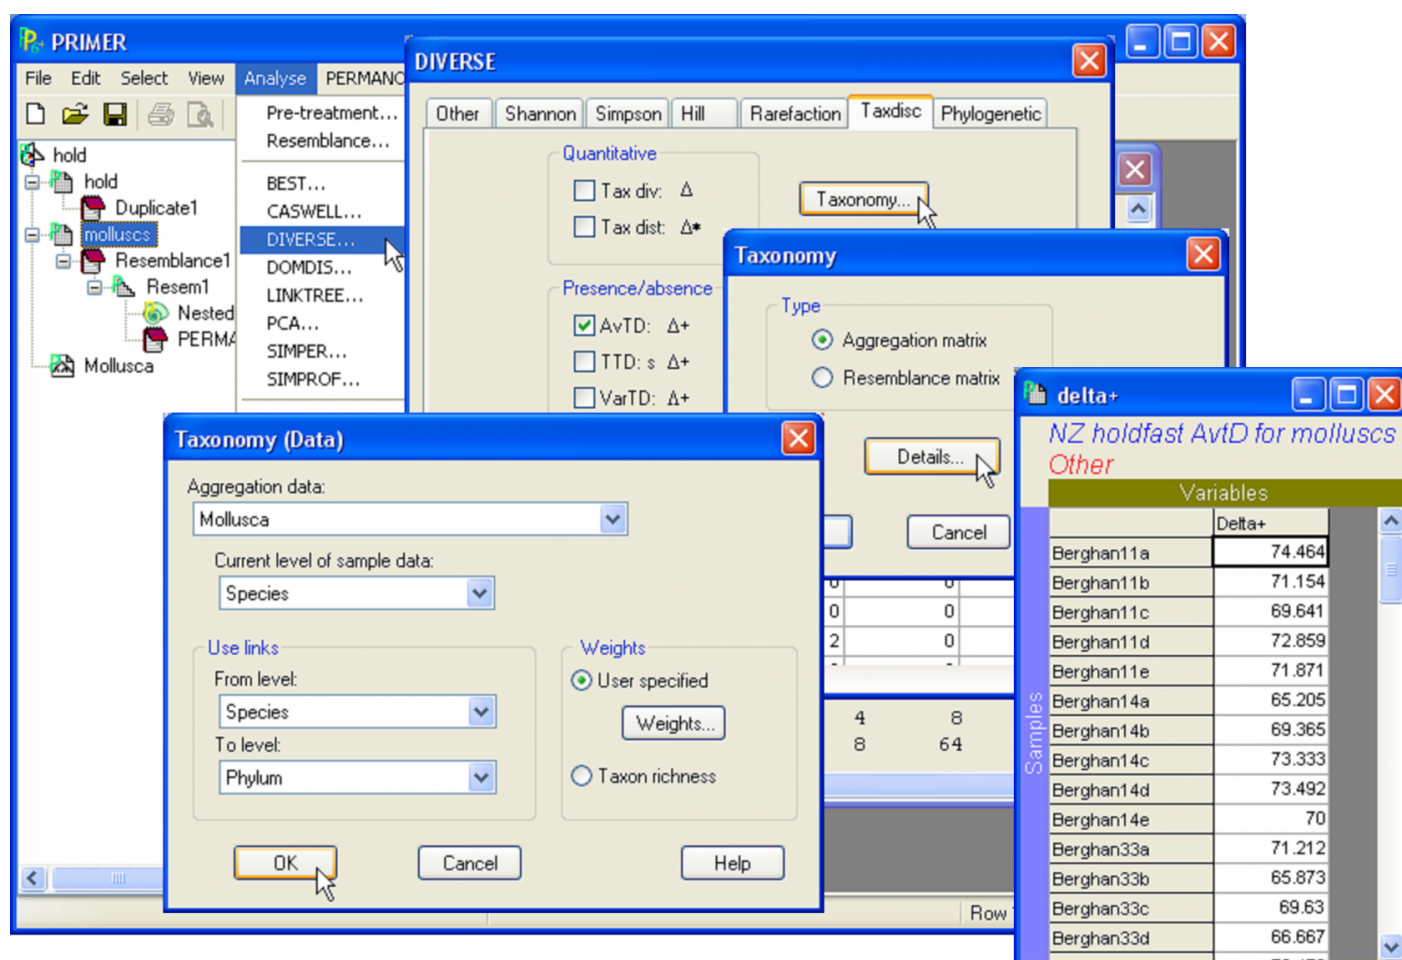 PRIMER
File Edit Select View Analyse PERMANO
hold
hold
Duplicate1
molluscs
Resemblance1
Resem1
Nested
PERMA
Mollusca
Pre-treatment...
Resemblance...
BEST...
CASWELL...
DIVERSE...
DOMDIS...
LINKTREE...
PCA...
SIMPER...
SIMPROF...
DIVERSE
Other Shannon Simpson Hill Rarefaction Taxdisc Phylogenetic
Quantitative
Tax div: Δ
Tax dist: Δ*
Taxonomy...
Presence/absence
AvTD: Δ+
TTD: s Δ+
VarTD: Δ+
Taxonomy
Type
Aggregation matrix
Resemblance matrix
Details...
Cancel
Taxonomy (Data)
Aggregation data:
Mollusca
Current level of sample data:
Species
Use links
From level:
Species
To level:
Phylum
Weights
User specified
Weights...
Taxon richness
OK Cancel Help
0 0
0 0
2 0
4 8
8 64
Row
delta+
NZ holdfast AvtD for molluscs
Other
Variables
Samples
Delta+
Berghan11a 74.464
Berghan11b 71.154
Berghan11c 69.641
Berghan11d 72.859
Berghan11e 71.871
Berghan14a 65.205
Berghan14b 69.365
Berghan14c 73.333
Berghan14d 73.492
Berghan14e 70
Berghan33a 71.212
Berghan33b 65.873
Berghan33c 69.63
Berghan33d 66.667